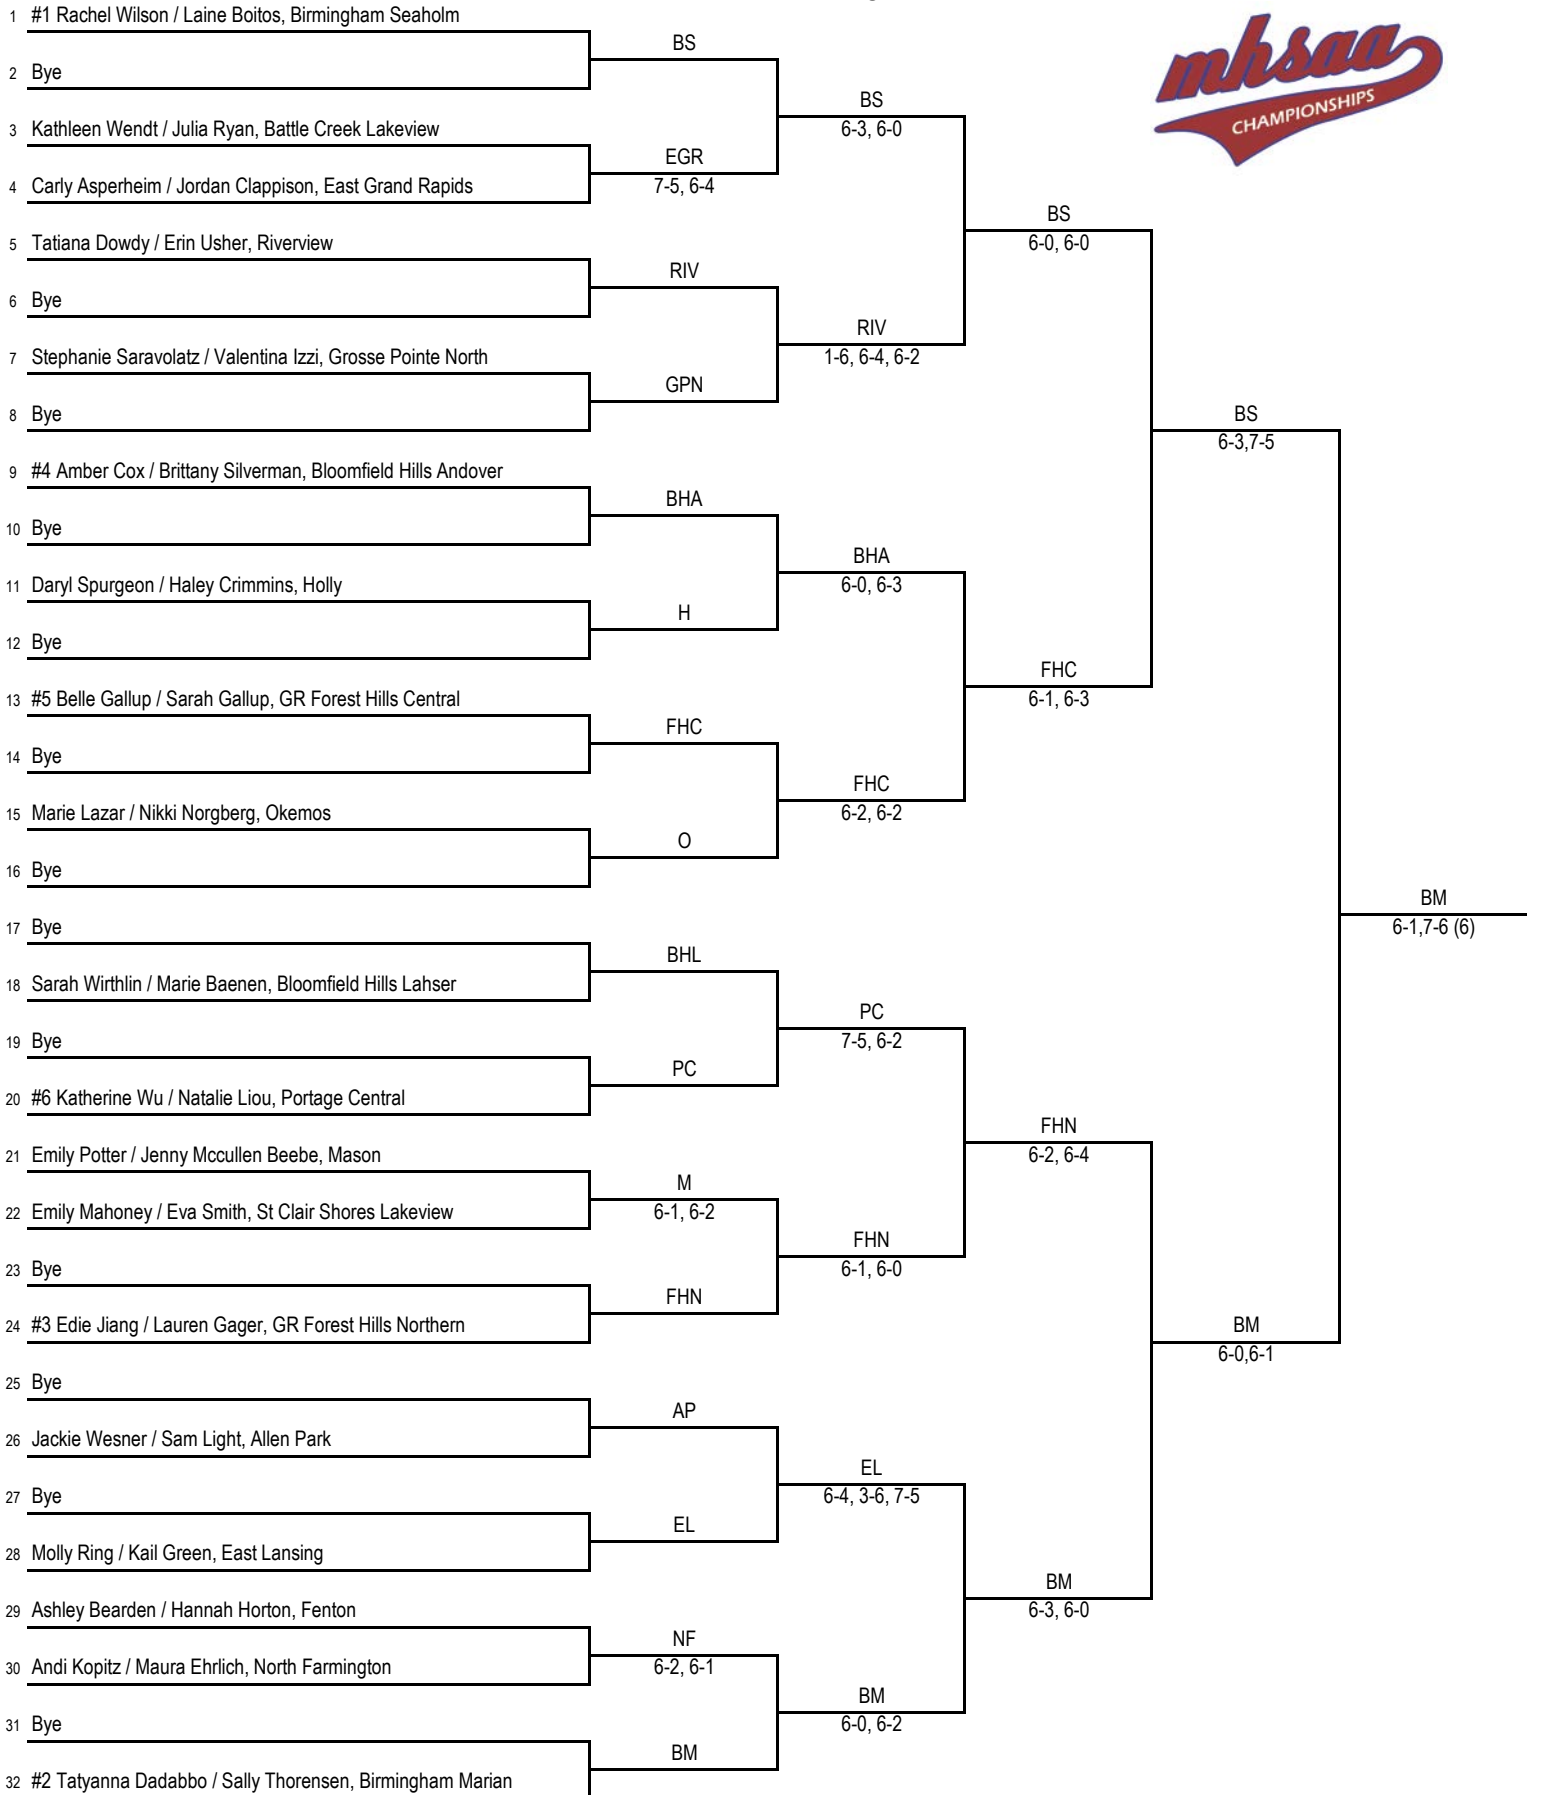 1 #1 Rachel Wilson / Laine Boitos, Birmingham Seaholm
BS
2 Bye
BS
6-3, 6-0
3 Kathleen Wendt / Julia Ryan, Battle Creek Lakeview
EGR
7-5, 6-4
4 Carly Asperheim / Jordan Clappison, East Grand Rapids
BS
6-0, 6-0
5 Tatiana Dowdy / Erin Usher, Riverview
RIV
6 Bye
RIV
1-6, 6-4, 6-2
7 Stephanie Saravolatz / Valentina Izzi, Grosse Pointe North
GPN
8 Bye
BS
6-3,7-5
9 #4 Amber Cox / Brittany Silverman, Bloomfield Hills Andover
BHA
10 Bye
BHA
6-0, 6-3
11 Daryl Spurgeon / Haley Crimmins, Holly
H
12 Bye
FHC
6-1, 6-3
13 #5 Belle Gallup / Sarah Gallup, GR Forest Hills Central
FHC
14 Bye
FHC
6-2, 6-2
15 Marie Lazar / Nikki Norgberg, Okemos
O
16 Bye
BM
6-1,7-6 (6)
17 Bye
BHL
18 Sarah Wirthlin / Marie Baenen, Bloomfield Hills Lahser
PC
7-5, 6-2
19 Bye
PC
20 #6 Katherine Wu / Natalie Liou, Portage Central
FHN
6-2, 6-4
21 Emily Potter / Jenny Mccullen Beebe, Mason
M
6-1, 6-2
22 Emily Mahoney / Eva Smith, St Clair Shores Lakeview
FHN
6-1, 6-0
23 Bye
FHN
24 #3 Edie Jiang / Lauren Gager, GR Forest Hills Northern
BM
6-0,6-1
25 Bye
AP
26 Jackie Wesner / Sam Light, Allen Park
EL
6-4, 3-6, 7-5
27 Bye
EL
28 Molly Ring / Kail Green, East Lansing
BM
6-3, 6-0
29 Ashley Bearden / Hannah Horton, Fenton
NF
6-2, 6-1
30 Andi Kopitz / Maura Ehrlich, North Farmington
BM
6-0, 6-2
31 Bye
BM
32 #2 Tatyanna Dadabbo / Sally Thorensen, Birmingham Marian
mhsaa
CHAMPIONSHIPS